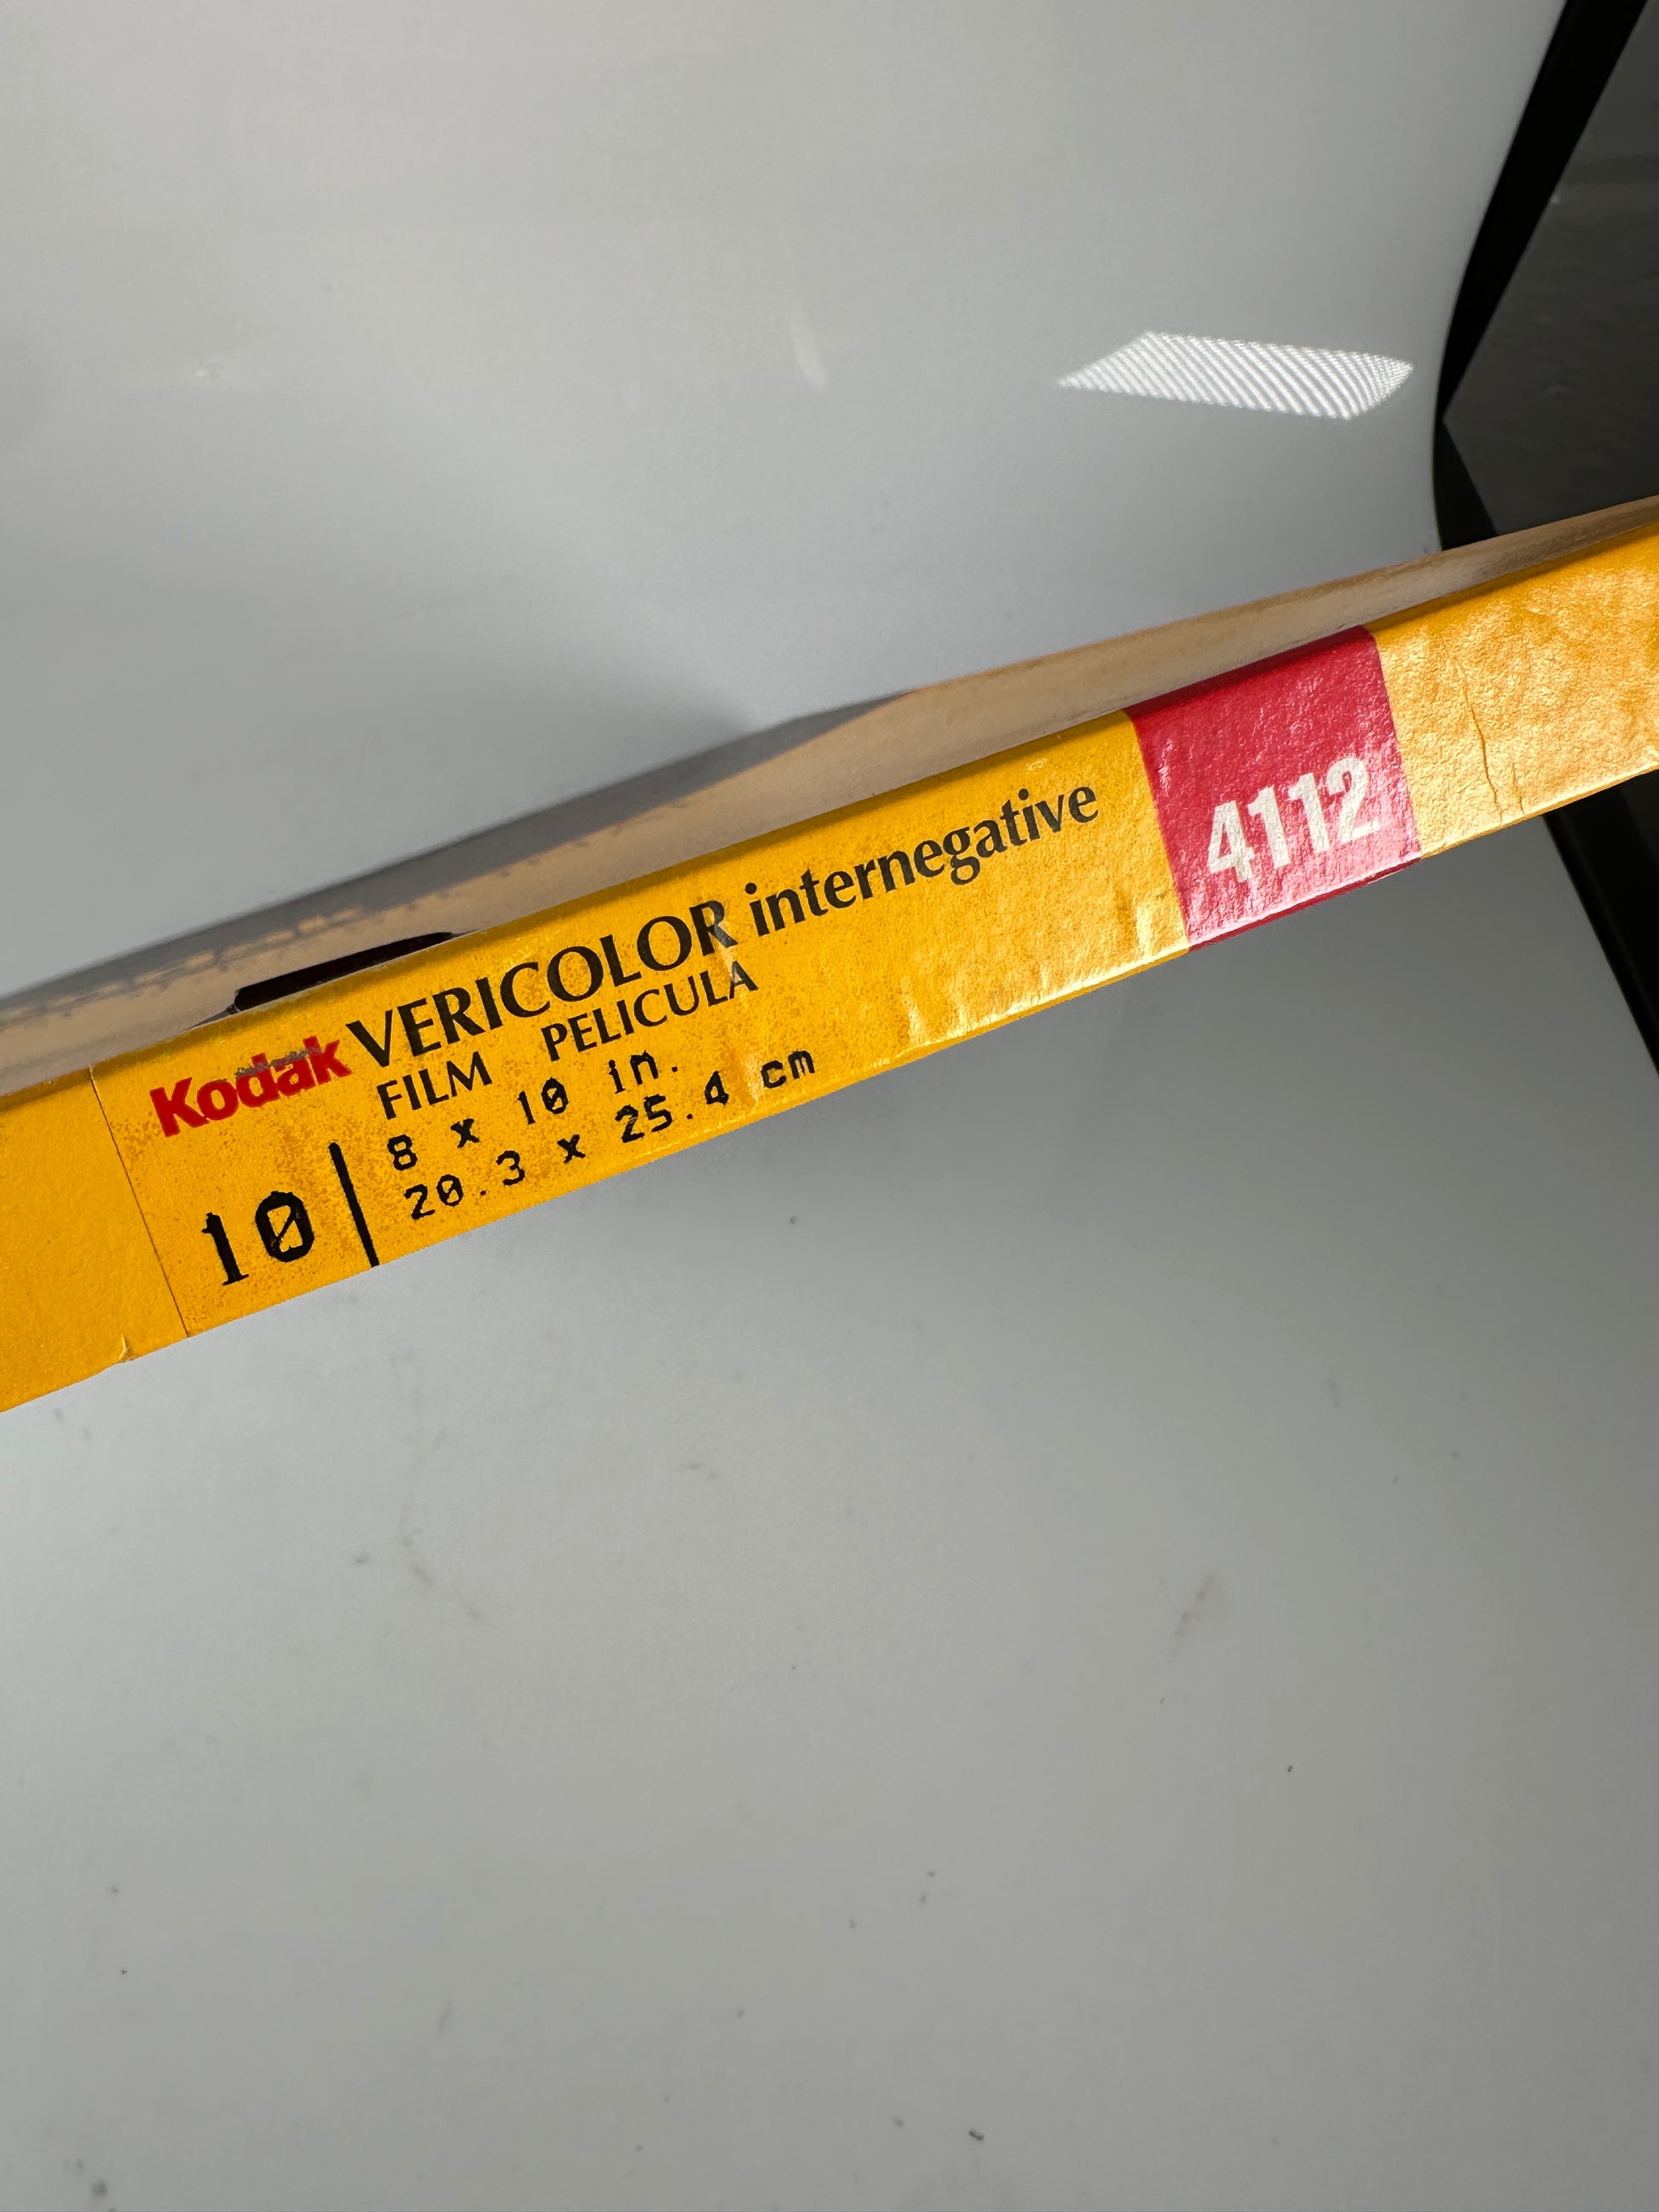 Kodak VERICOLOR internegative 4112
FILM PELICULA
10 8 x 10 in.
20.3 x 25.4 cm